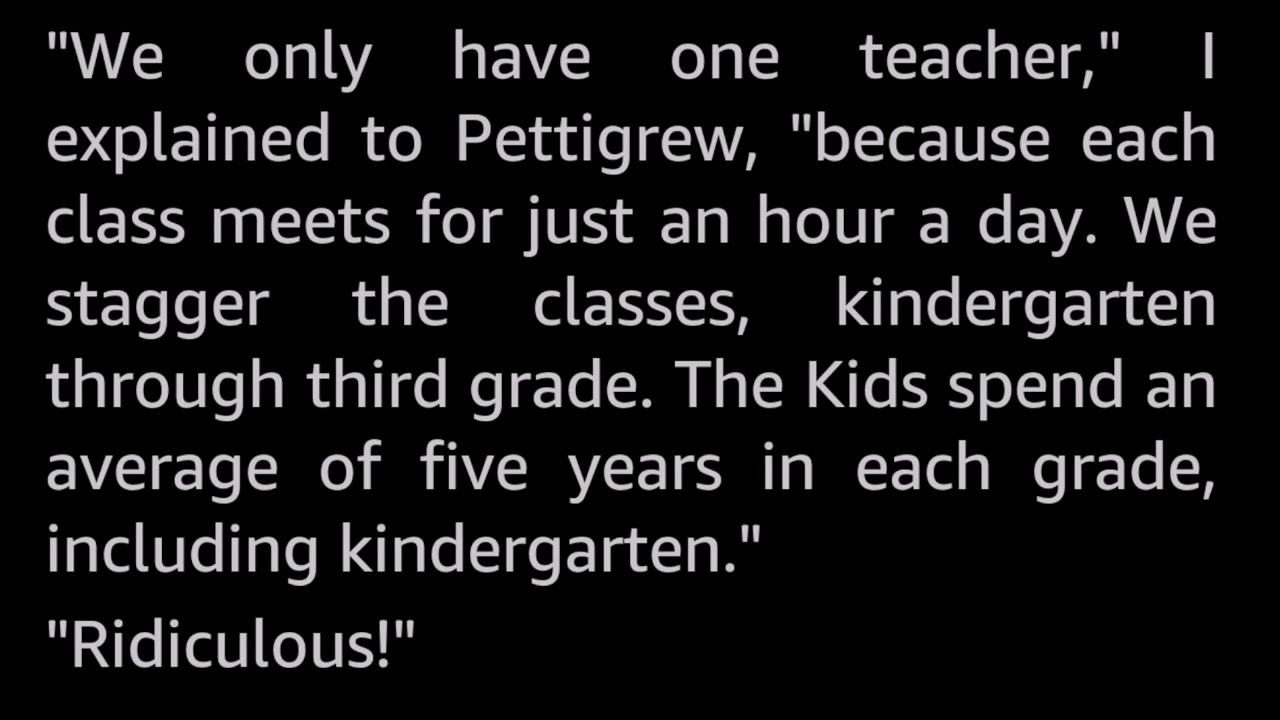 "We only have one teacher," I
explained to Pettigrew, "because each
class meets for just an hour a day. We
stagger the classes, kindergarten
through third grade. The Kids spend an
average of five years in each grade,
including kindergarten."
"Ridiculous!"